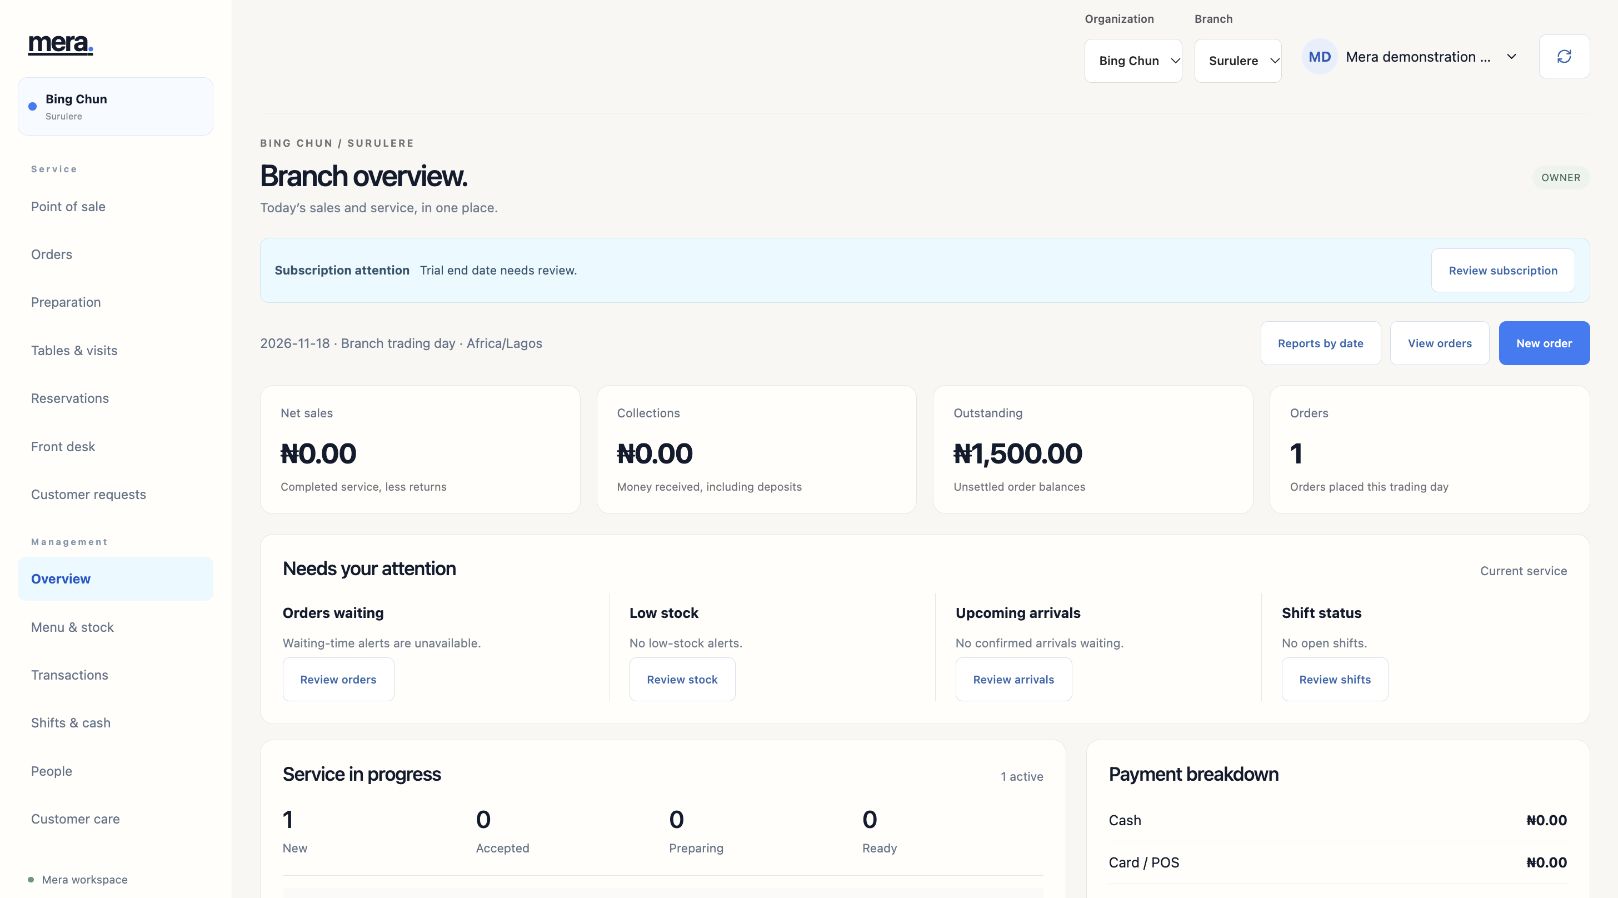 mera.
Organization
Branch
Bing Chun
Surulere
MD
Mera demonstration ...
Bing Chun
Surulere
Service
Point of sale
Orders
Preparation
Tables & visits
Reservations
Front desk
Customer requests
Management
Overview
Menu & stock
Transactions
Shifts & cash
People
Customer care
Mera workspace
BING CHUN / SURULERE
Branch overview.
Today's sales and service, in one place.
OWNER
Subscription attention Trial end date needs review.
Review subscription
2026-11-18 · Branch trading day · Africa/Lagos
Reports by date
View orders
New order
Net sales
₦0.00
Completed service, less returns
Collections
₦0.00
Money received, including deposits
Outstanding
₦1,500.00
Unsettled order balances
Orders
1
Orders placed this trading day
Needs your attention
Current service
Orders waiting
Waiting-time alerts are unavailable.
Review orders
Low stock
No low-stock alerts.
Review stock
Upcoming arrivals
No confirmed arrivals waiting.
Review arrivals
Shift status
No open shifts.
Review shifts
Service in progress
1 active
1
New
0
Accepted
0
Preparing
0
Ready
Payment breakdown
Cash ₦0.00
Card / POS ₦0.00